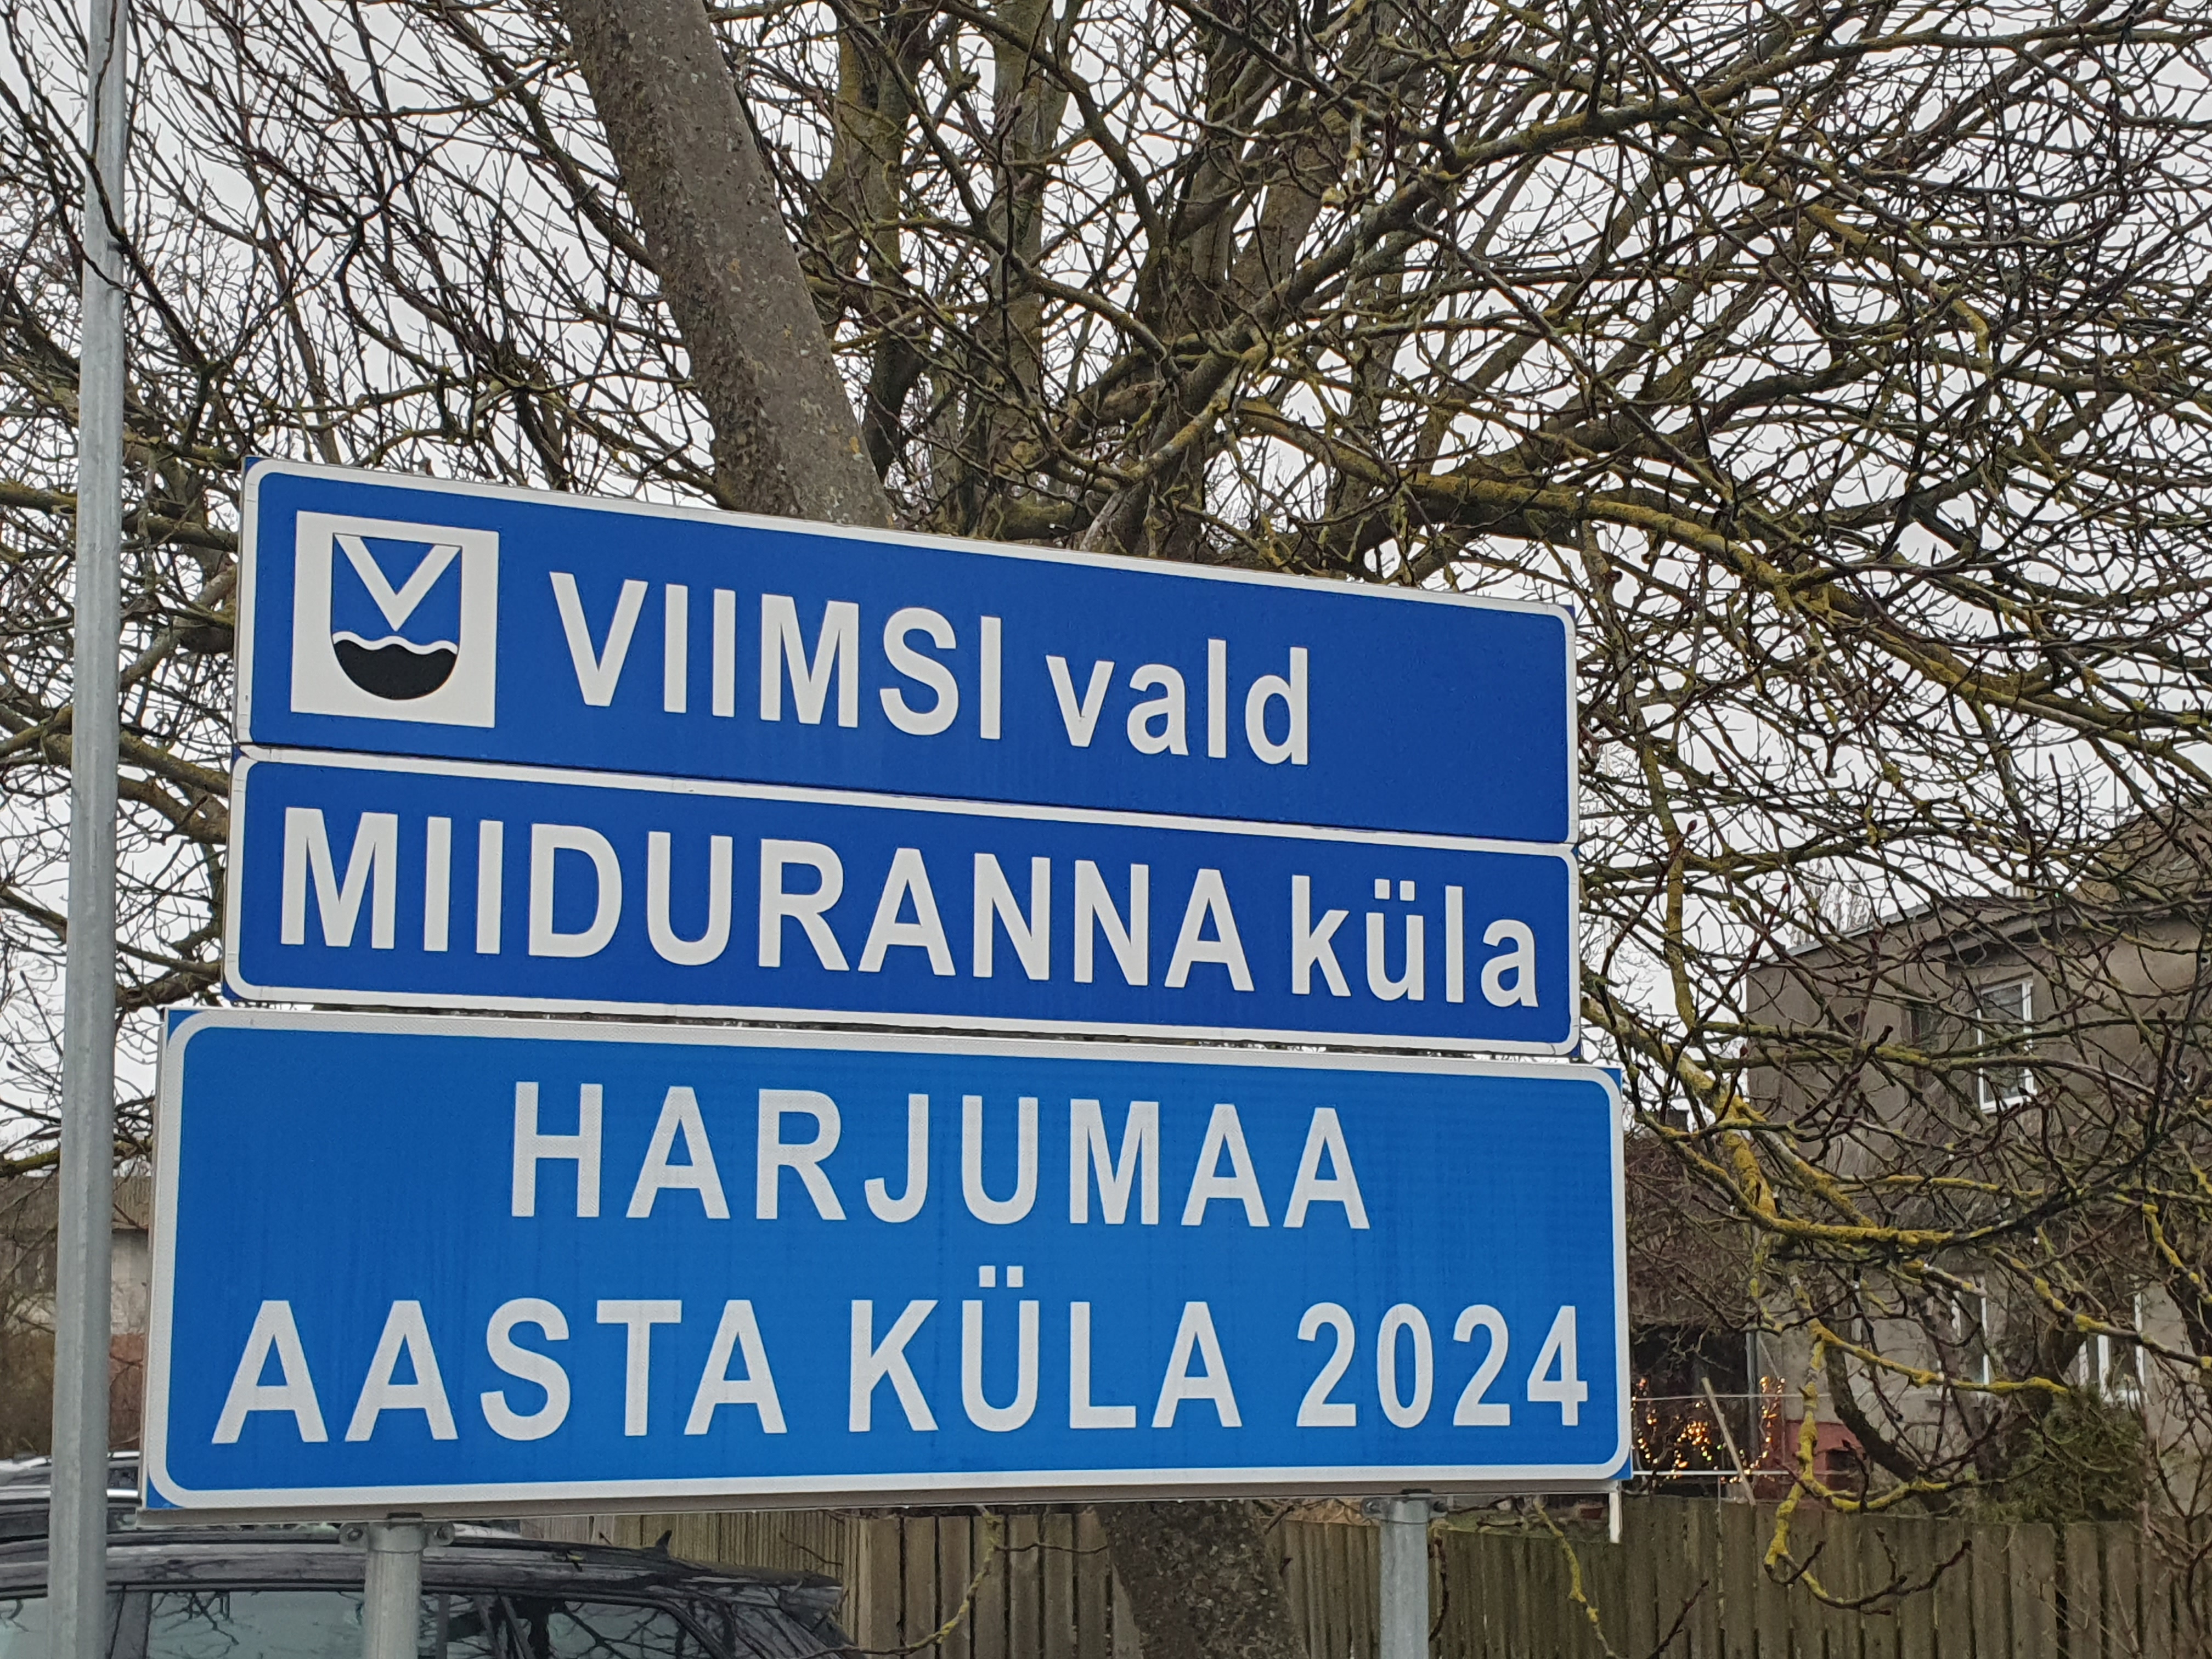 VIIMSI vald
MIIDURANNA küla
HARJUMAA
AASTA KÜLA 2024